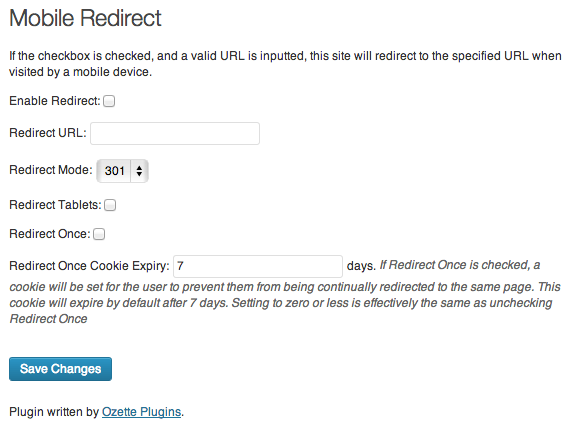 Mobile Redirect
If the checkbox is checked, and a valid URL is inputted, this site will redirect to the specified URL when
visited by a mobile device.
Enable Redirect:
Redirect URL:
Redirect Mode: 301
Redirect Tablets:
Redirect Once:
Redirect Once Cookie Expiry: 7 days. If Redirect Once is checked, a
cookie will be set for the user to prevent them from being continually redirected to the same page. This
cookie will expire by default after 7 days. Setting to zero or less is effectively the same as unchecking
Redirect Once
Save Changes
Plugin written by Ozette Plugins.